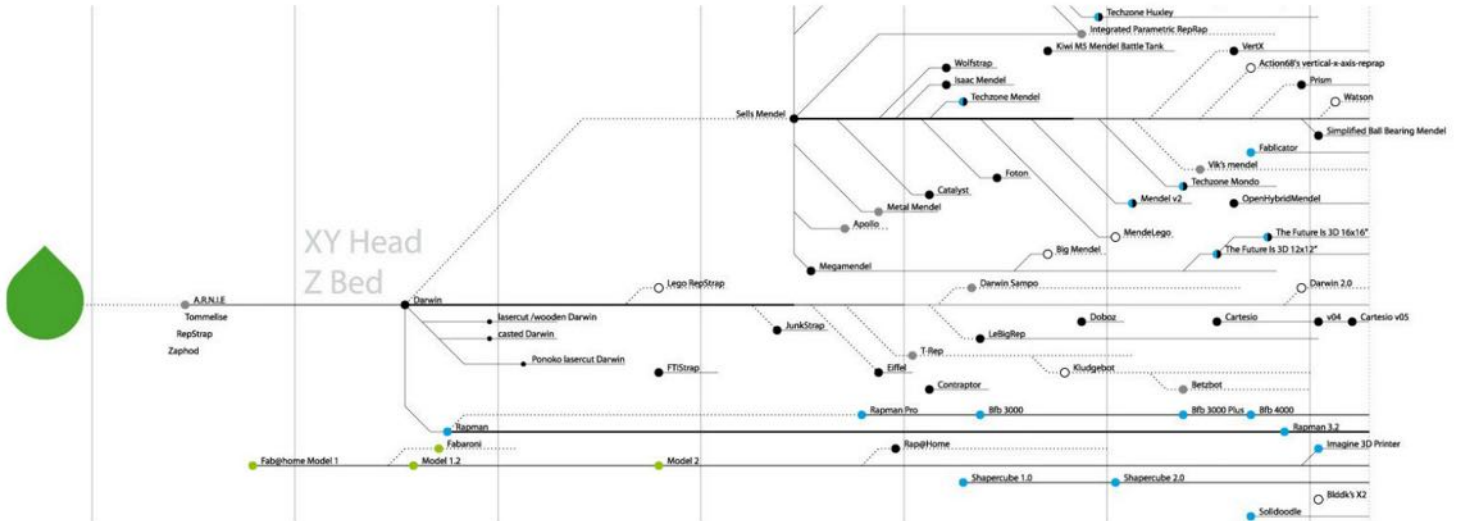 Techzone Huxley
Integrated Parametric RepRap
Kiwi M5 Mendel Battle Tank
VertX
Wolfstrap
Action68's vertical-x-axis-reprap
Isaac Mendel
Prism
Techzone Mendel
Watson
Sells Mendel
Simplified Ball Bearing Mendel
Fablicator
Vik's mendel
Foton
Techzone Mondo
Catalyst
Mendel v2
OpenHybridMendel
Metal Mendel
Apollo
MendeLego
The Future Is 3D 16x16"
XY Head
Z Bed
Big Mendel
The Future Is 3D 12x12"
Megamendel
Lego RepStrap
Darwin Sampo
Darwin 2.0
A.R.N.I.E
Darwin
Tommelise
lasercut /wooden Darwin
JunkStrap
Doboz
Cartesio
v04
Cartesio v05
RepStrap
casted Darwin
LeBigRep
Zaphod
Ponoko lasercut Darwin
T-Rep
FTIStrap
Eiffel
Kludgebot
Contraptor
Betzbot
Rapman Pro
Bfb 3000
Bfb 3000 Plus
Bfb 4000
Rapman
Rapman 3.2
Fabaroni
Rap@Home
Imagine 3D Printer
Fab@home Model 1
Model 1.2
Model 2
Shapercube 1.0
Shapercube 2.0
Blddk's X2
Solidoodle